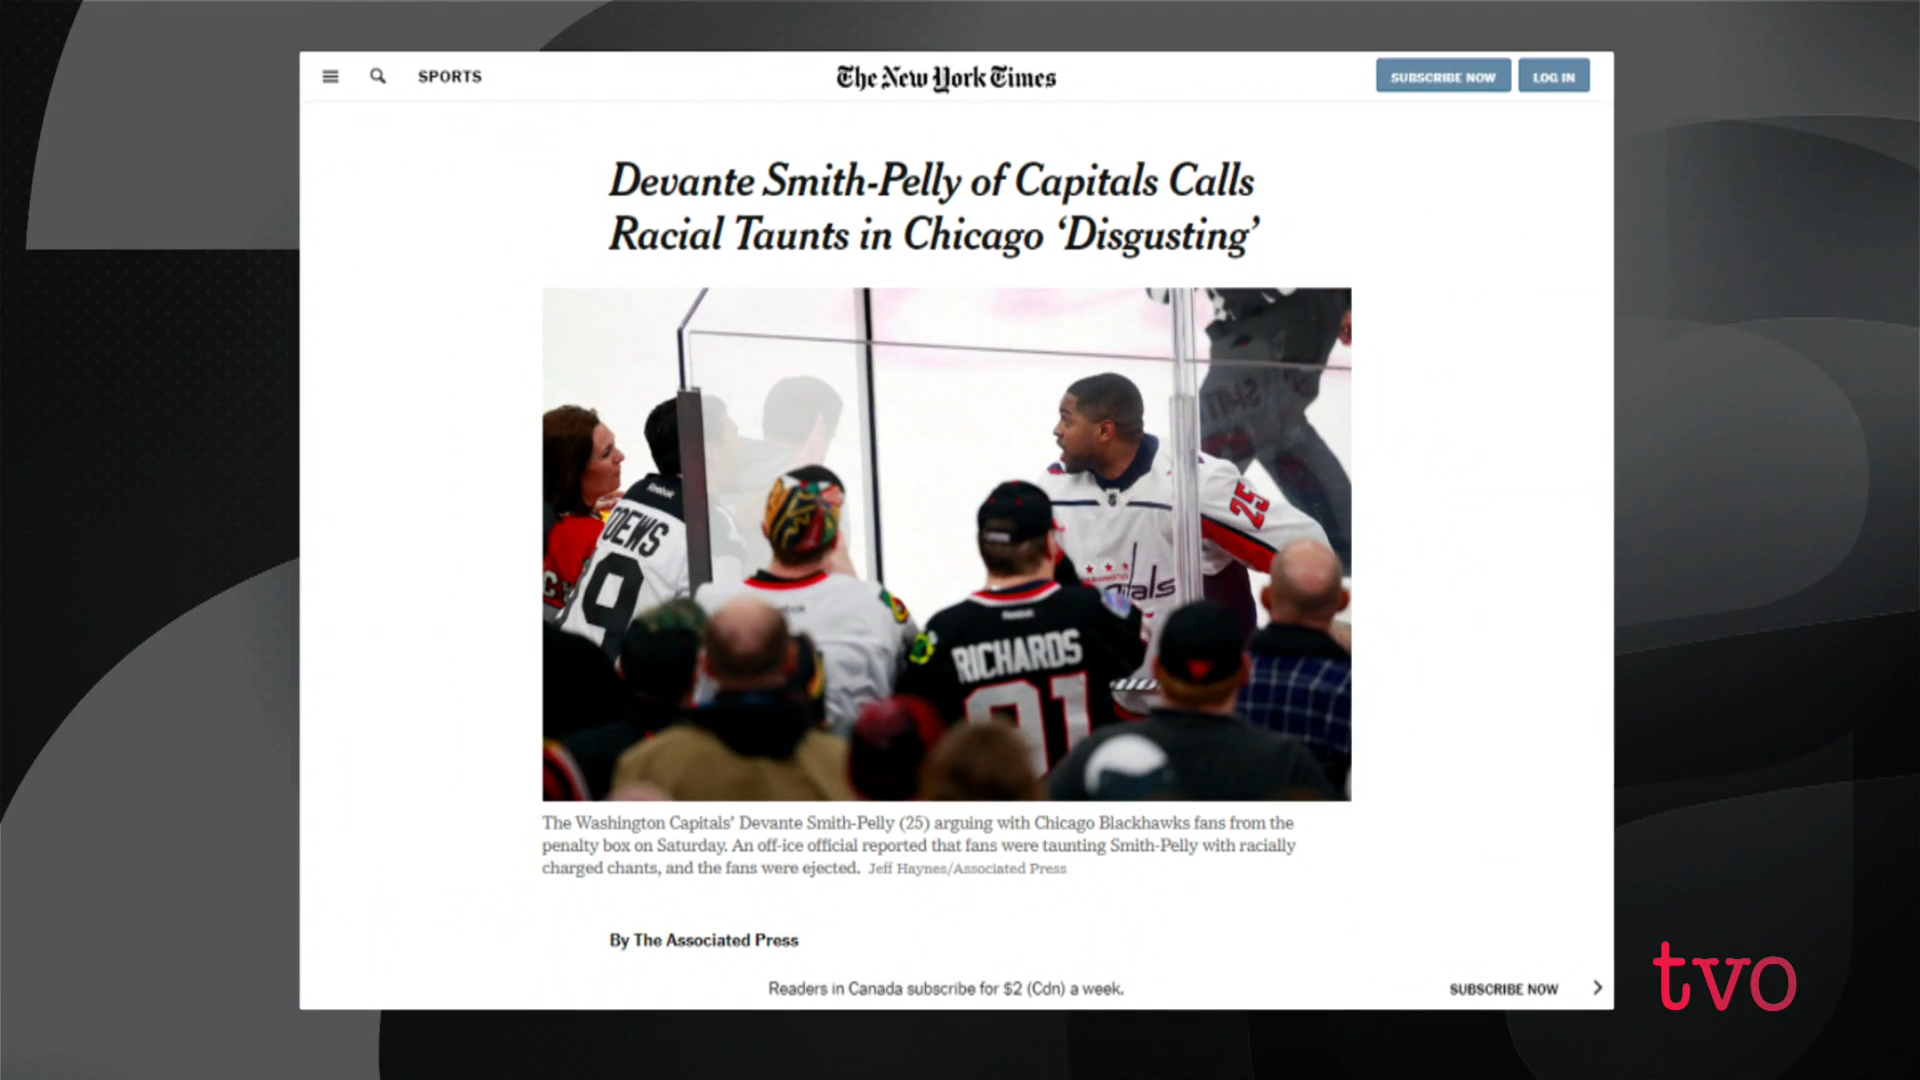 SPORTS
The New York Times
SUBSCRIBE NOW
LOG IN
Devante Smith-Pelly of Capitals Calls
Racial Taunts in Chicago ‘Disgusting’
Reebok
OEWS
19
25
WASHINGTON
RICHARDS
91
The Washington Capitals’ Devante Smith-Pelly (25) arguing with Chicago Blackhawks fans from the
penalty box on Saturday. An off-ice official reported that fans were taunting Smith-Pelly with racially
charged chants, and the fans were ejected. Jeff Haynes/Associated Press
By The Associated Press
Readers in Canada subscribe for $2 (Cdn) a week.
SUBSCRIBE NOW
tvo